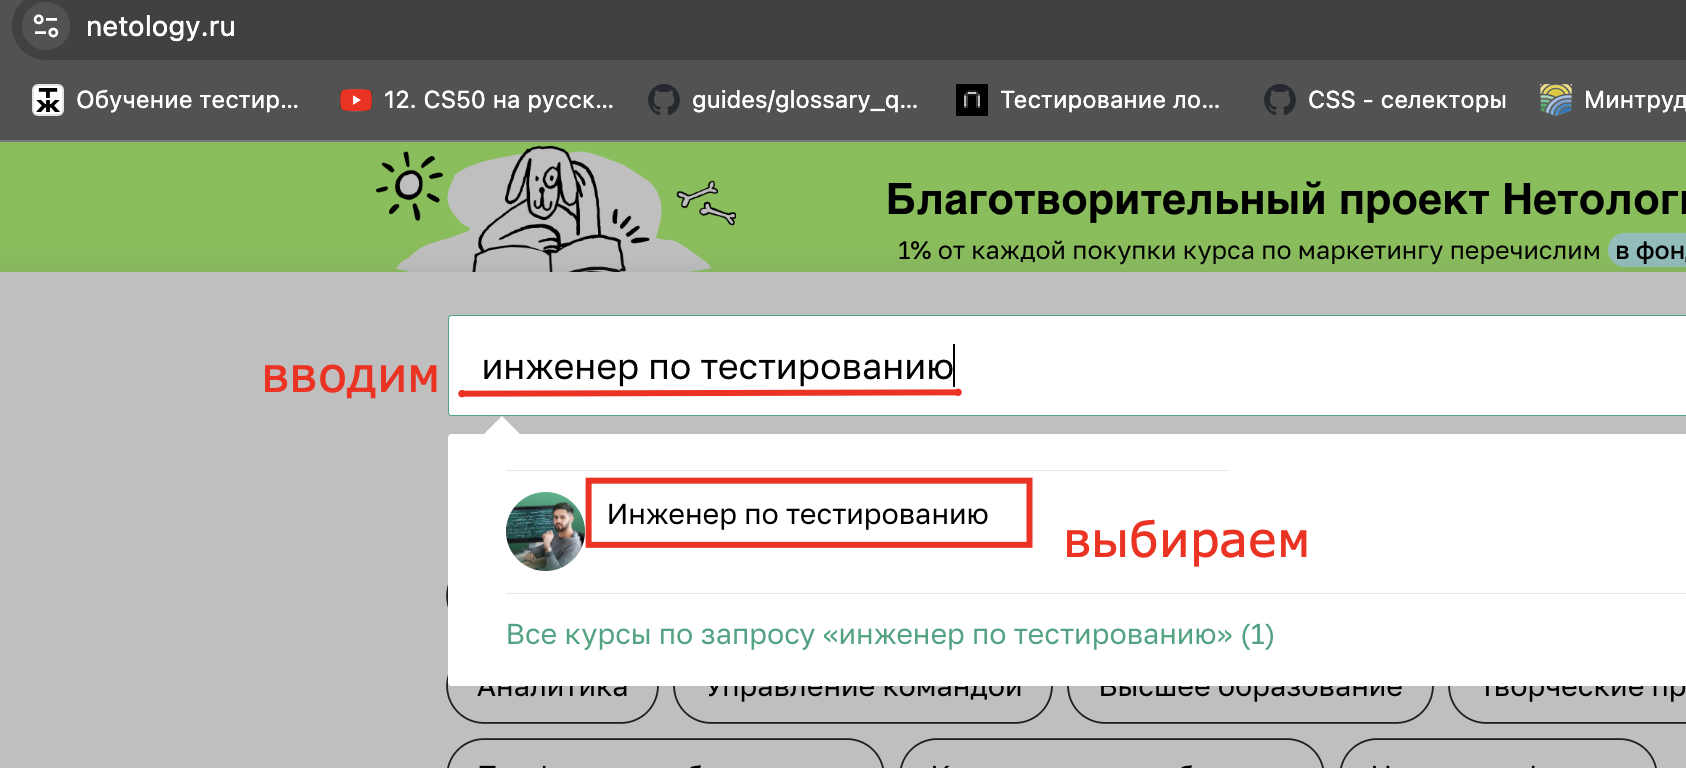 netology.ru
Обучение тестир...
12. CS50 на русск...
guides/glossary_q...
Тестирование ло...
CSS - селекторы
Минтруд
Благотворительный проект Нетологи
1% от каждой покупки курса по маркетингу перечислим в фон
вводим
инженер по тестированию
Инженер по тестированию
выбираем
Все курсы по запросу «инженер по тестированию» (1)
Аналитика
Управление командой
Высшее образование
Творческие пр